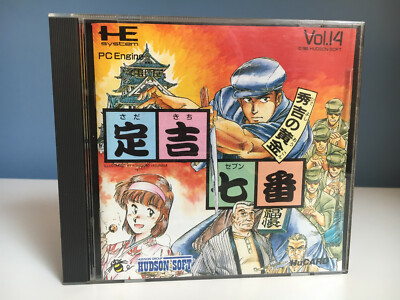 HE
system
PC Engine
Vol.14
さだ きち
定吉
秀吉の黄金
セブン
七番
HUDSON SOFT
HuCARD